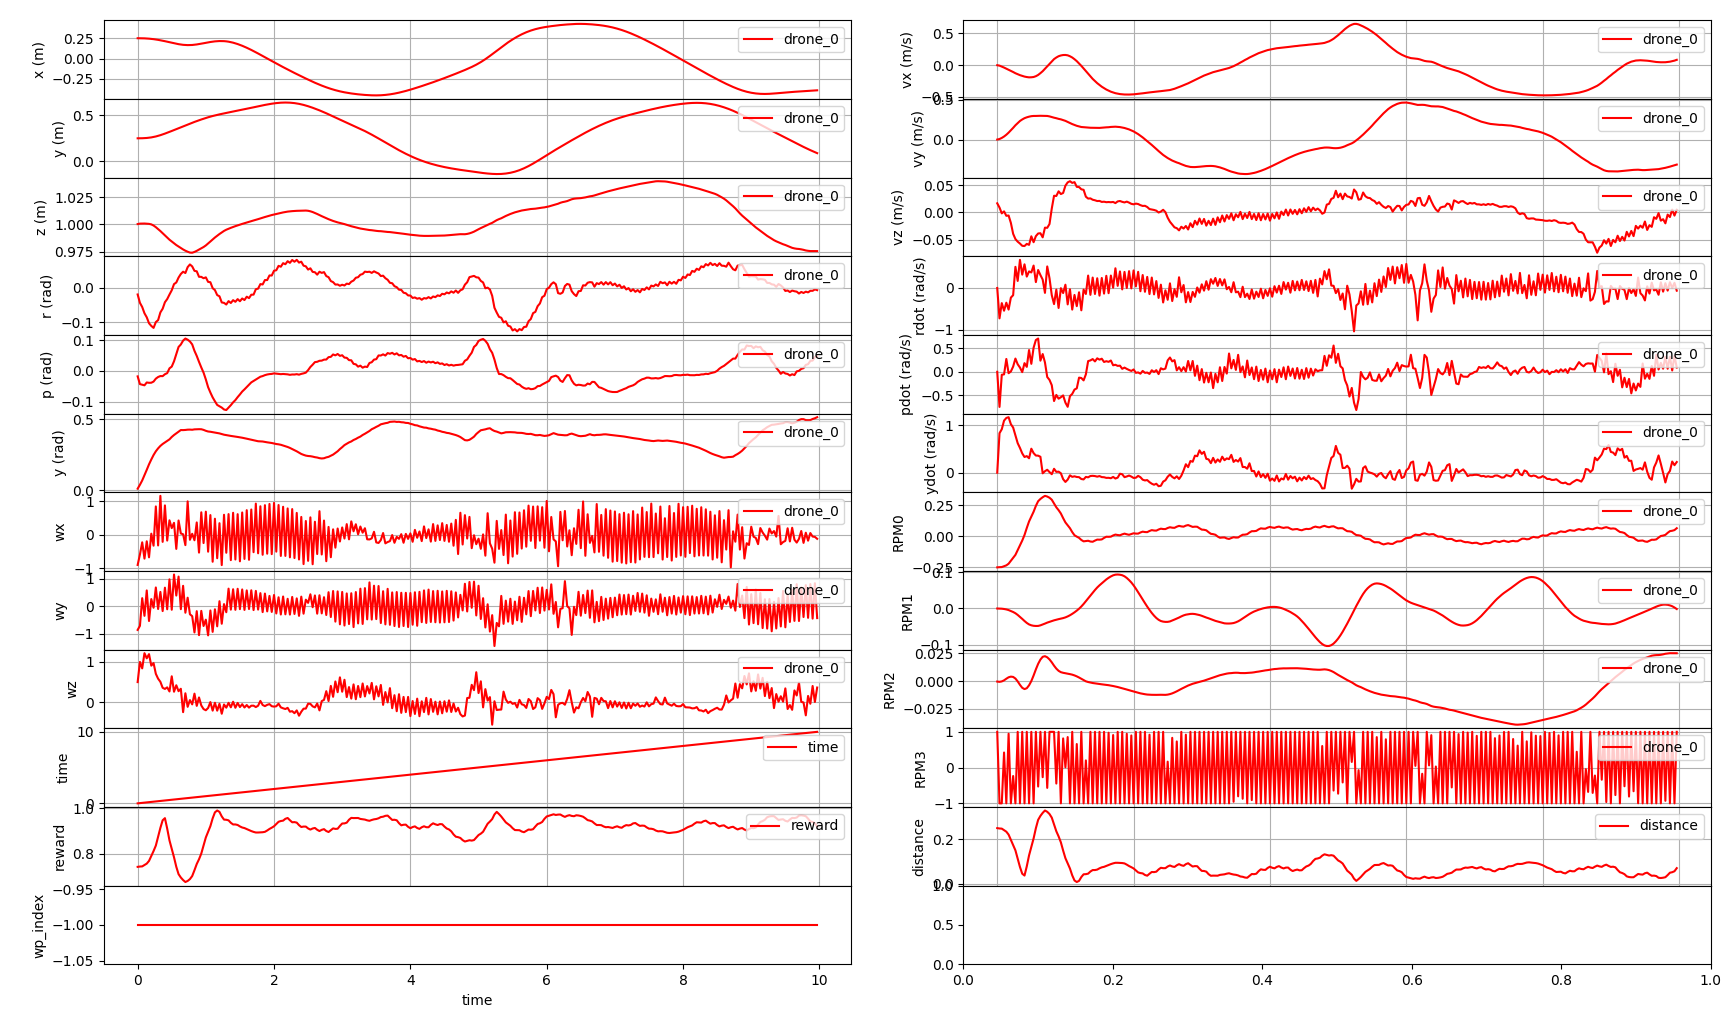 x (m)
0.25
0.00
−0.25
drone_0
y (m)
0.5
0.0
drone_0
z (m)
1.025
1.000
0.975
drone_0
r (rad)
0.0
−0.1
drone_0
p (rad)
0.1
0.0
−0.1
drone_0
y (rad)
0.5
0.0
drone_0
wx
1
0
−1
drone_0
wy
1
0
−1
drone_0
wz
1
0
drone_0
time
10
0
time
reward
1.0
0.8
reward
wp_index
−0.95
−1.00
−1.05
0 2 4 6 8 10
time
vx (m/s)
0.5
0.0
−0.5
drone_0
vy (m/s)
0.5
0.0
drone_0
vz (m/s)
0.05
0.00
−0.05
drone_0
rdot (rad/s)
0
−1
drone_0
pdot (rad/s)
0.5
0.0
−0.5
drone_0
ydot (rad/s)
1
0
drone_0
RPM0
0.25
0.00
−0.25
drone_0
RPM1
0.1
0.0
−0.1
drone_0
RPM2
0.025
0.000
−0.025
drone_0
RPM3
1
0
−1
drone_0
distance
0.2
0.0
distance
1.0
0.5
0.0
0.0 0.2 0.4 0.6 0.8 1.0